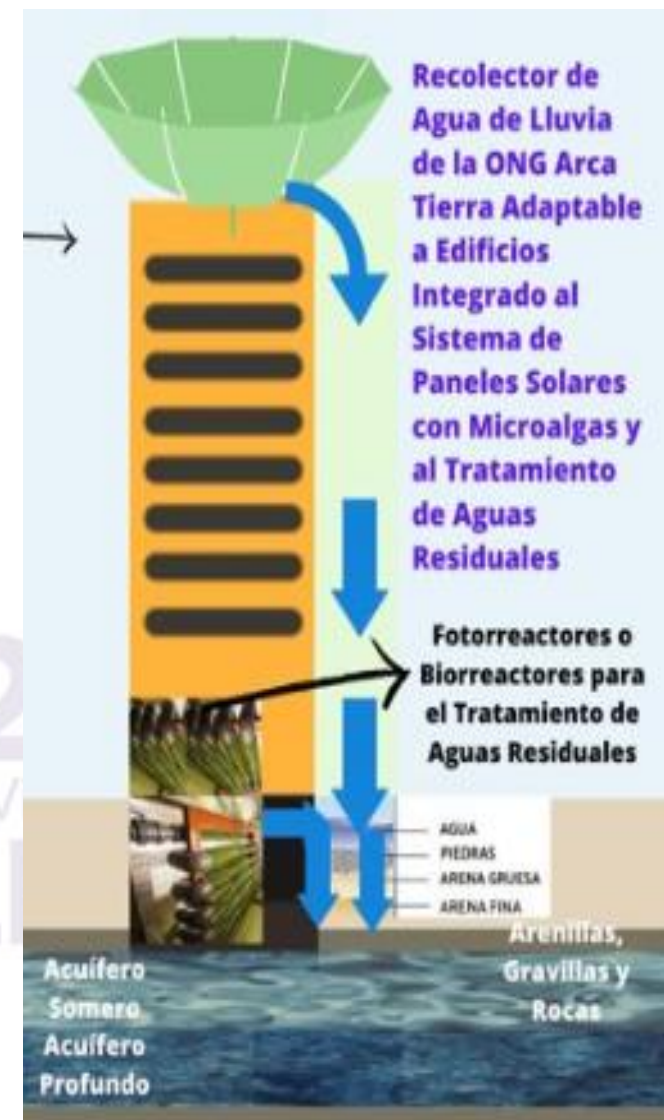 Recolector de
Agua de Lluvia
de la ONG Arca
Tierra Adaptable
a Edificios
Integrado al
Sistema de
Paneles Solares
con Microalgas y
al Tratamiento
de Aguas
Residuales
Fotorreactores o
Biorreactores para
el Tratamiento de
Aguas Residuales
AGUA
PIEDRAS
ARENA GRUESA
ARENA FINA
Arenillas,
Gravillas y
Rocas
Acuífero
Somero
Acuífero
Profundo